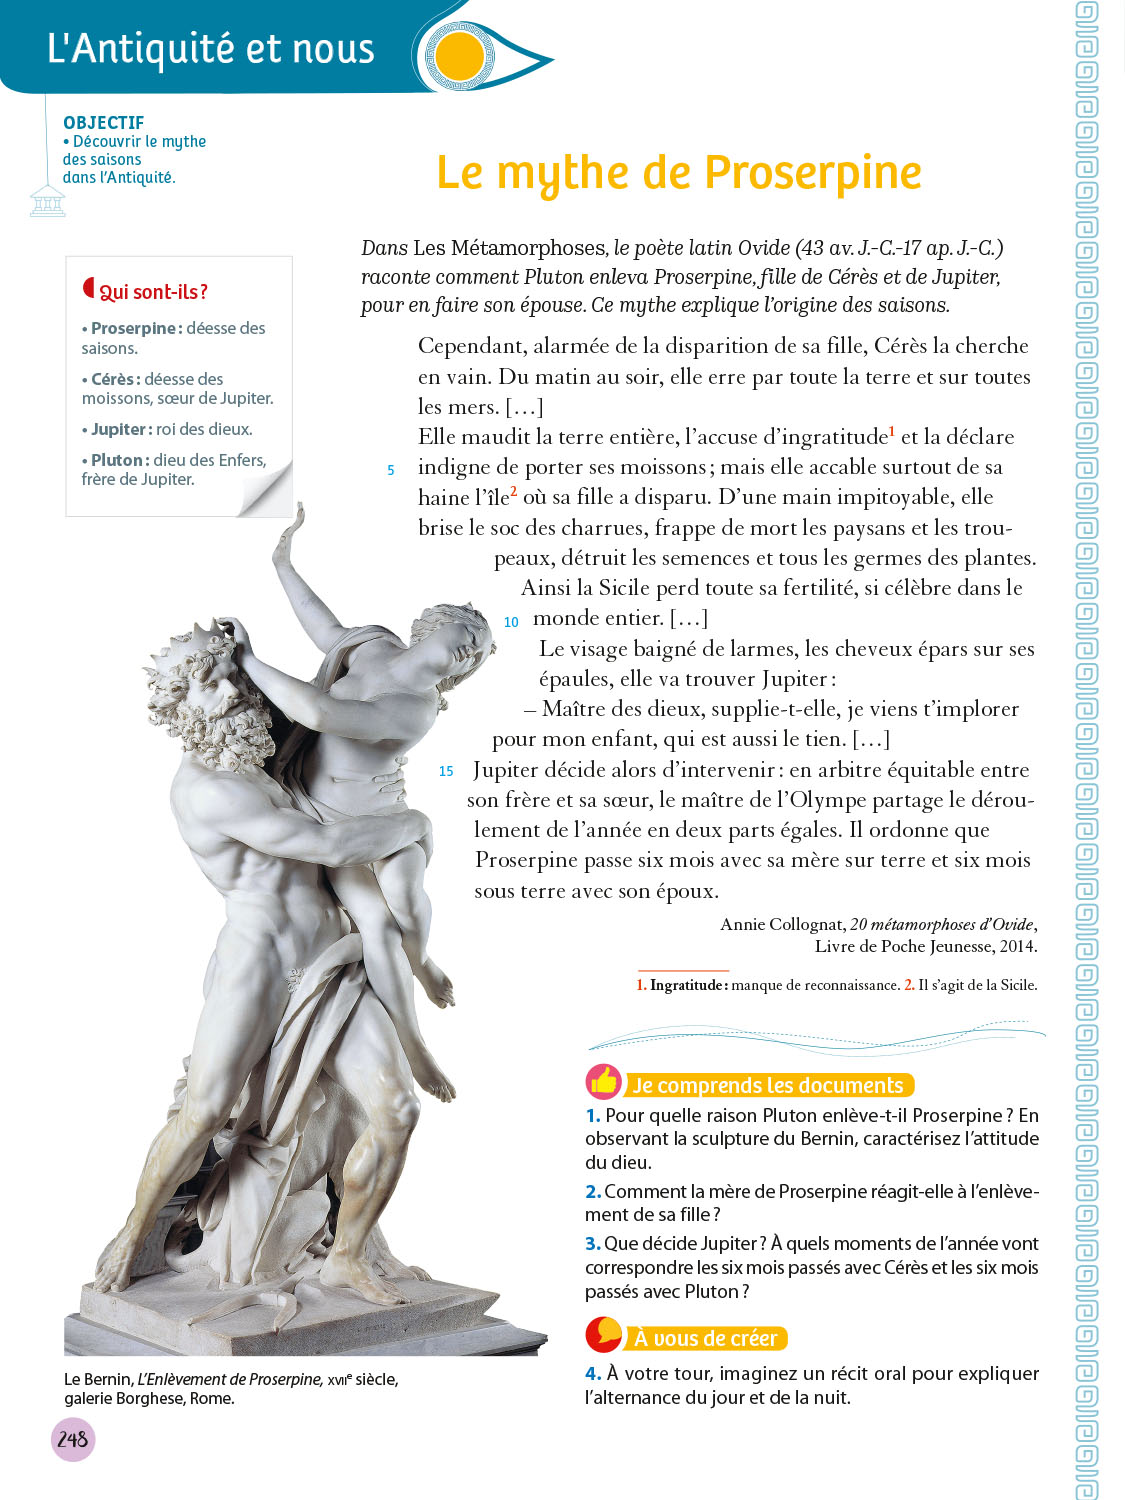 L'Antiquité et nous
OBJECTIF
• Découvrir le mythe
des saisons
dans l'Antiquité.
Le mythe de Proserpine
Dans Les Métamorphoses, le poète latin Ovide (43 av. J.-C.-17 ap. J.-C.)
raconte comment Pluton enleva Proserpine, fille de Cérès et de Jupiter,
pour en faire son épouse. Ce mythe explique l'origine des saisons.
Qui sont-ils ?
• Proserpine : déesse des
saisons.
• Cérès : déesse des
moissons, sœur de Jupiter.
• Jupiter : roi des dieux.
• Pluton : dieu des Enfers,
frère de Jupiter.
Cependant, alarmée de la disparition de sa fille, Cérès la cherche
en vain. Du matin au soir, elle erre par toute la terre et sur toutes
les mers. […]
Elle maudit la terre entière, l'accuse d'ingratitude1 et la déclare
5 indigne de porter ses moissons ; mais elle accable surtout de sa
haine l'île2 où sa fille a disparu. D'une main impitoyable, elle
brise le soc des charrues, frappe de mort les paysans et les trou-
peaux, détruit les semences et tous les germes des plantes.
Ainsi la Sicile perd toute sa fertilité, si célèbre dans le
10 monde entier. […]
Le visage baigné de larmes, les cheveux épars sur ses
épaules, elle va trouver Jupiter :
– Maître des dieux, supplie-t-elle, je viens t'implorer
pour mon enfant, qui est aussi le tien. […]
15 Jupiter décide alors d'intervenir : en arbitre équitable entre
son frère et sa sœur, le maître de l'Olympe partage le dérou-
lement de l'année en deux parts égales. Il ordonne que
Proserpine passe six mois avec sa mère sur terre et six mois
sous terre avec son époux.
Annie Collognat, 20 métamorphoses d'Ovide,
Livre de Poche Jeunesse, 2014.
1. Ingratitude : manque de reconnaissance. 2. Il s'agit de la Sicile.
Je comprends les documents
1. Pour quelle raison Pluton enlève-t-il Proserpine ? En
observant la sculpture du Bernin, caractérisez l'attitude
du dieu.
2. Comment la mère de Proserpine réagit-elle à l'enlève-
ment de sa fille ?
3. Que décide Jupiter ? À quels moments de l'année vont
correspondre les six mois passés avec Cérès et les six mois
passés avec Pluton ?
À vous de créer
4. À votre tour, imaginez un récit oral pour expliquer
l'alternance du jour et de la nuit.
Le Bernin, L'Enlèvement de Proserpine, XVIIe siècle,
galerie Borghese, Rome.
248